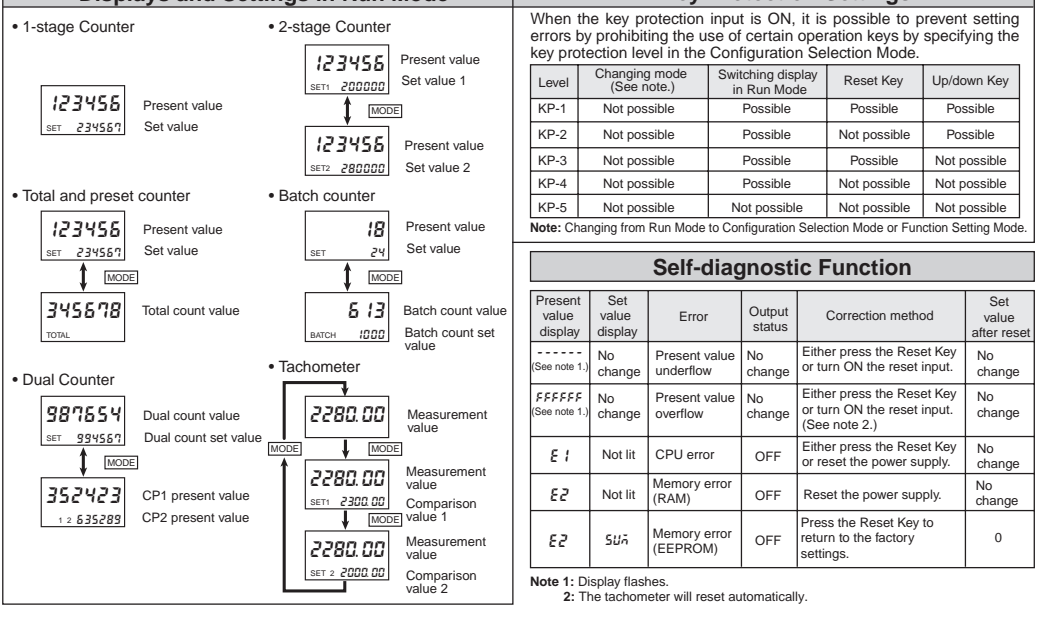 Displays and Settings in Run Mode
• 1-stage Counter
123456
Present value
SET 234567
Set value
• 2-stage Counter
123456
Present value
SET1 200000
Set value 1
MODE
123456
Present value
SET2 280000
Set value 2
• Total and preset counter
123456
Present value
SET 234567
Set value
MODE
345678
Total count value
TOTAL
• Batch counter
18
Present value
SET 24
Set value
MODE
613
Batch count value
BATCH 1000
Batch count set
value
• Dual Counter
987654
Dual count value
SET 994567
Dual count set value
MODE
352423
CP1 present value
1 2 635289
CP2 present value
• Tachometer
2280.00
Measurement
value
MODE
MODE
2280.00
Measurement
value
SET1 2300.00
Comparison
value 1
MODE
2280.00
Measurement
value
SET 2 2000.00
Comparison
value 2
When the key protection input is ON, it is possible to prevent setting
errors by prohibiting the use of certain operation keys by specifying the
key protection level in the Configuration Selection Mode.
Level Changing mode (See note.) Switching display in Run Mode Reset Key Up/down Key
KP-1 Not possible Possible Possible Possible
KP-2 Not possible Possible Not possible Possible
KP-3 Not possible Possible Possible Not possible
KP-4 Not possible Possible Not possible Not possible
KP-5 Not possible Not possible Not possible Not possible
Note: Changing from Run Mode to Configuration Selection Mode or Function Setting Mode.
Self-diagnostic Function
Present value display Set value display Error Output status Correction method Set value after reset
------ (See note 1.) No change Present value underflow No change Either press the Reset Key or turn ON the reset input. No change
FFFFFF (See note 1.) No change Present value overflow No change Either press the Reset Key or turn ON the reset input. (See note 2.) No change
E1 Not lit CPU error OFF Either press the Reset Key or reset the power supply. No change
E2 Not lit Memory error (RAM) OFF Reset the power supply. No change
E2 SUM Memory error (EEPROM) OFF Press the Reset Key to return to the factory settings. 0
Note 1: Display flashes.
2: The tachometer will reset automatically.